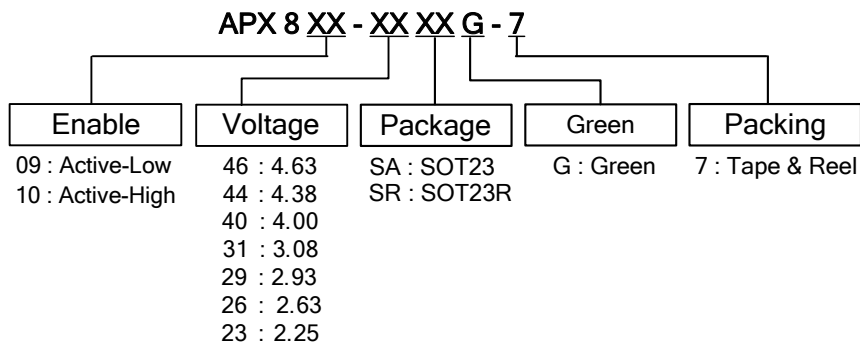 APX 8 XX - XX XX G - 7
Enable Voltage Package Green Packing
09 : Active-Low
10 : Active-High
46 : 4.63
44 : 4.38
40 : 4.00
31 : 3.08
29 : 2.93
26 : 2.63
23 : 2.25
SA : SOT23
SR : SOT23R
G : Green
7 : Tape & Reel